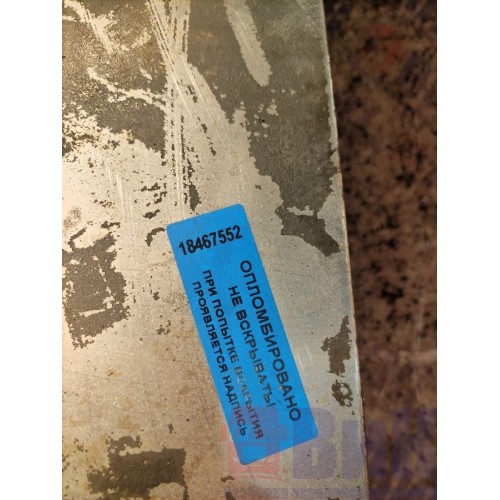 18467552
ОПЛОМБИРОВАНО
НЕ ВСКРЫВАТЬ!
ПРИ ПОПЫТКЕ ВСКРЫТИЯ
ПРОЯВЛЯЕТСЯ НАДПИСЬ